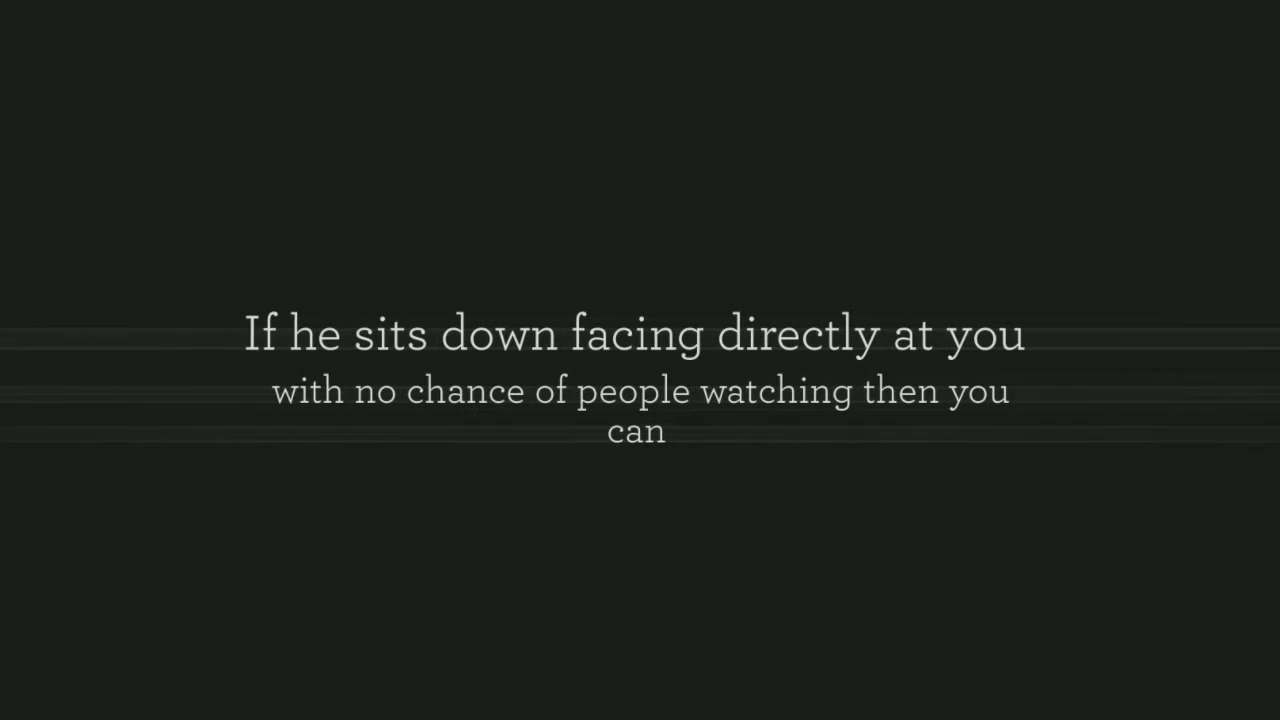 If he sits down facing directly at you
with no chance of people watching then you
can